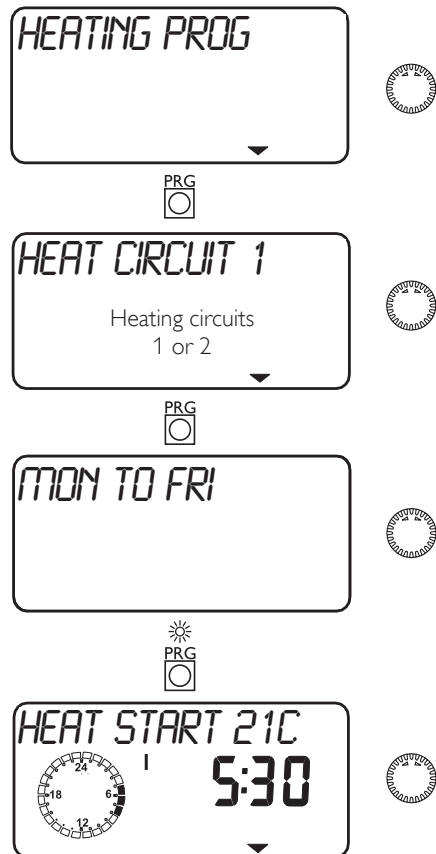 HEATING PROG
PRG
HEAT CIRCUIT 1
Heating circuits
1 or 2
PRG
MON TO FRI
PRG
HEAT START 21C
24
I
5:30
18
6
12